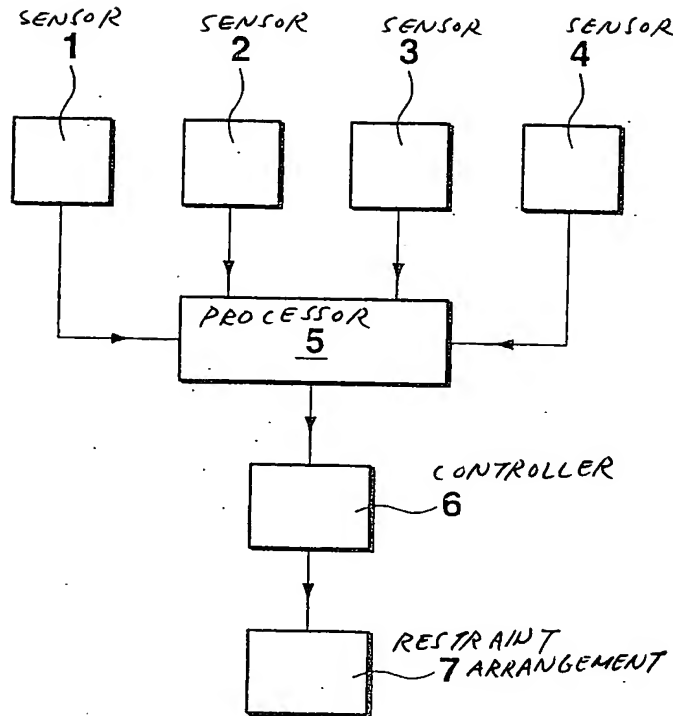 SENSOR
1
SENSOR
2
SENSOR
3
SENSOR
4
PROCESSOR
5
CONTROLLER
6
RESTRAINT
7 ARRANGEMENT